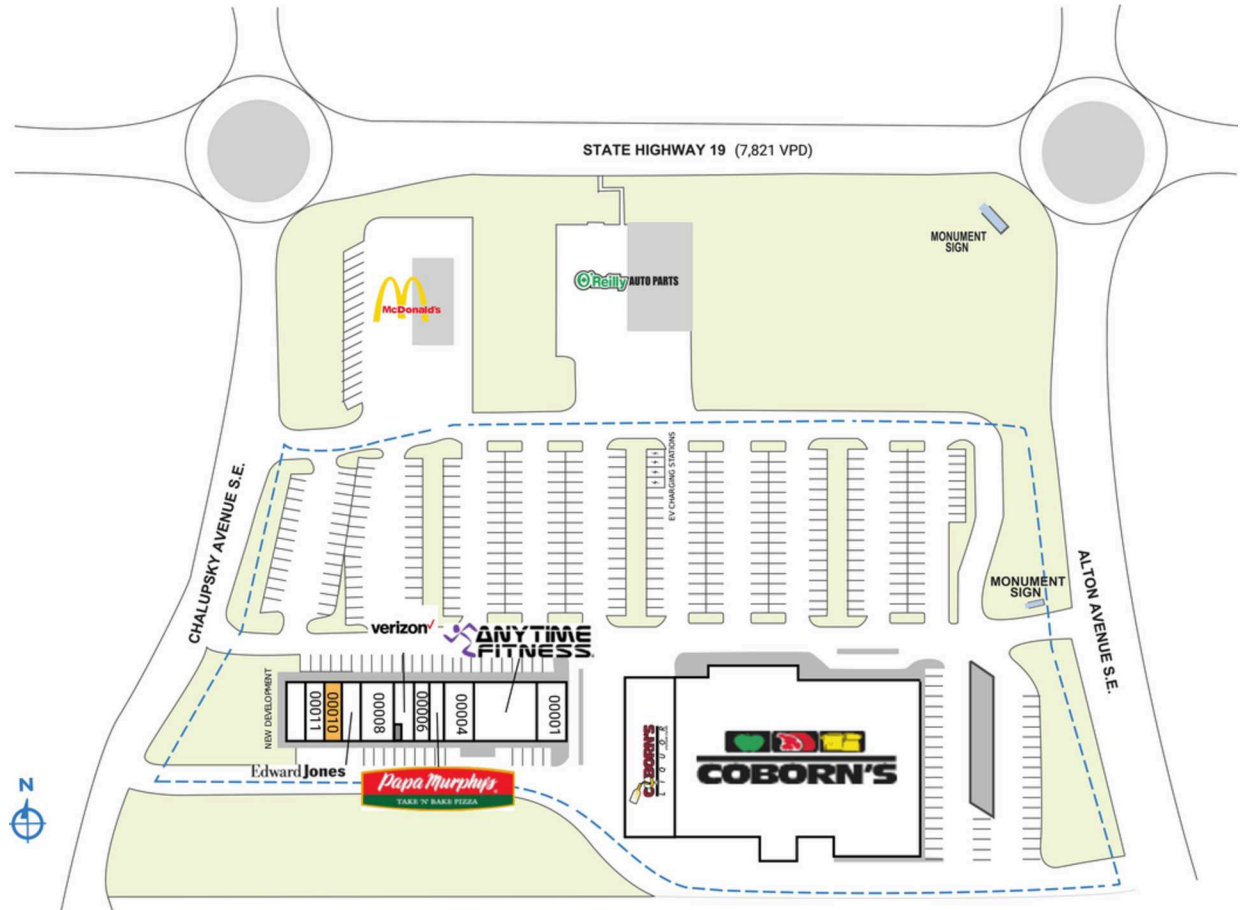 STATE HIGHWAY 19 (7,821 VPD)
MONUMENT
SIGN
McDonald's
O'Reilly AUTO PARTS
EV CHARGING STATIONS
CHALUPSKY AVENUE S.E.
ALTON AVENUE S.E.
MONUMENT
SIGN
verizon
ANYTIME
FITNESS
NEW DEVELOPMENT
00011
00010
00008
00006
00004
00001
Edward Jones
Papa Murphy's
TAKE 'N' BAKE PIZZA
COBORN'S
LIQUOR
COBORN'S
N